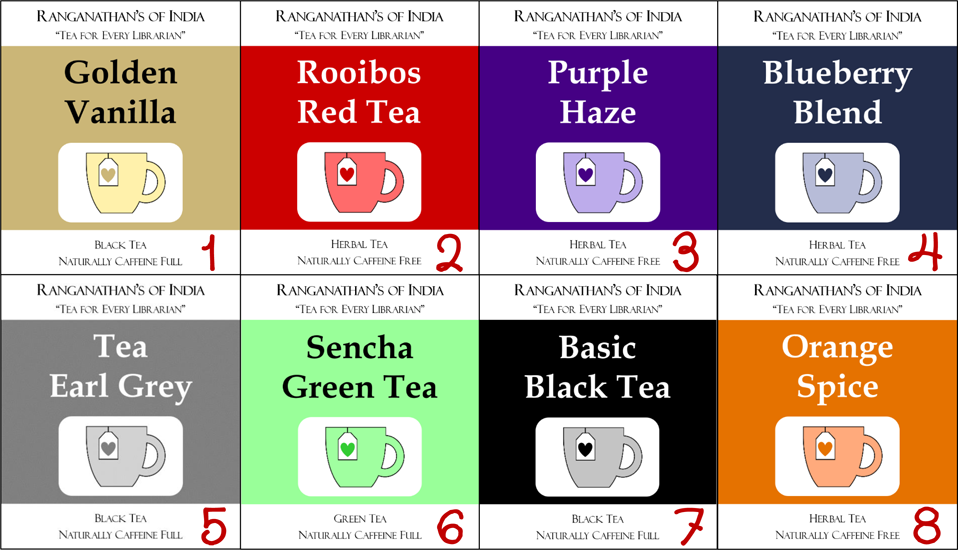 RANGANATHAN'S OF INDIA
"TEA FOR EVERY LIBRARIAN"
Golden
Vanilla
BLACK TEA
NATURALLY CAFFEINE FULL
1
RANGANATHAN'S OF INDIA
"TEA FOR EVERY LIBRARIAN"
Rooibos
Red Tea
HERBAL TEA
NATURALLY CAFFEINE FREE
2
RANGANATHAN'S OF INDIA
"TEA FOR EVERY LIBRARIAN"
Purple
Haze
HERBAL TEA
NATURALLY CAFFEINE FREE
3
RANGANATHAN'S OF INDIA
"TEA FOR EVERY LIBRARIAN"
Blueberry
Blend
HERBAL TEA
NATURALLY CAFFEINE FREE
4
RANGANATHAN'S OF INDIA
"TEA FOR EVERY LIBRARIAN"
Tea
Earl Grey
BLACK TEA
NATURALLY CAFFEINE FULL
5
RANGANATHAN'S OF INDIA
"TEA FOR EVERY LIBRARIAN"
Sencha
Green Tea
GREEN TEA
NATURALLY CAFFEINE FULL
6
RANGANATHAN'S OF INDIA
"TEA FOR EVERY LIBRARIAN"
Basic
Black Tea
BLACK TEA
NATURALLY CAFFEINE FULL
7
RANGANATHAN'S OF INDIA
"TEA FOR EVERY LIBRARIAN"
Orange
Spice
HERBAL TEA
NATURALLY CAFFEINE FREE
8